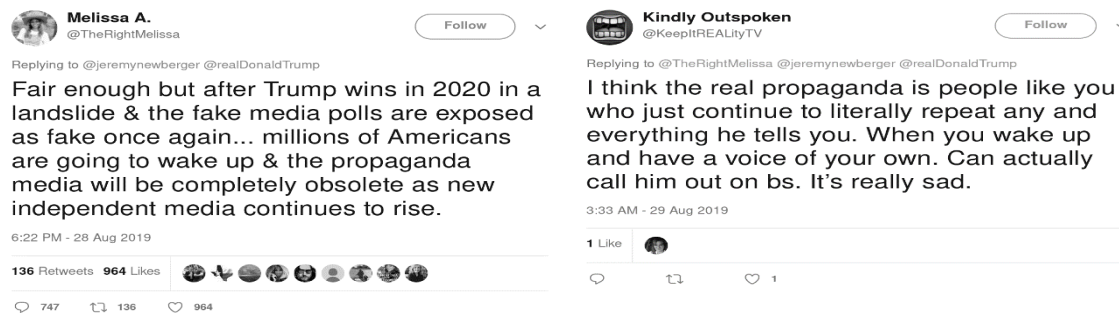 Melissa A.
@TheRightMelissa
Follow
Replying to @jeremynewberger @realDonaldTrump
Fair enough but after Trump wins in 2020 in a
landslide & the fake media polls are exposed
as fake once again... millions of Americans
are going to wake up & the propaganda
media will be completely obsolete as new
independent media continues to rise.
6:22 PM - 28 Aug 2019
136 Retweets 964 Likes
747 136 964
Kindly Outspoken
@KeepItREALityTV
Follow
Replying to @TheRightMelissa @jeremynewberger @realDonaldTrump
I think the real propaganda is people like you
who just continue to literally repeat any and
everything he tells you. When you wake up
and have a voice of your own. Can actually
call him out on bs. It’s really sad.
3:33 AM - 29 Aug 2019
1 Like
1